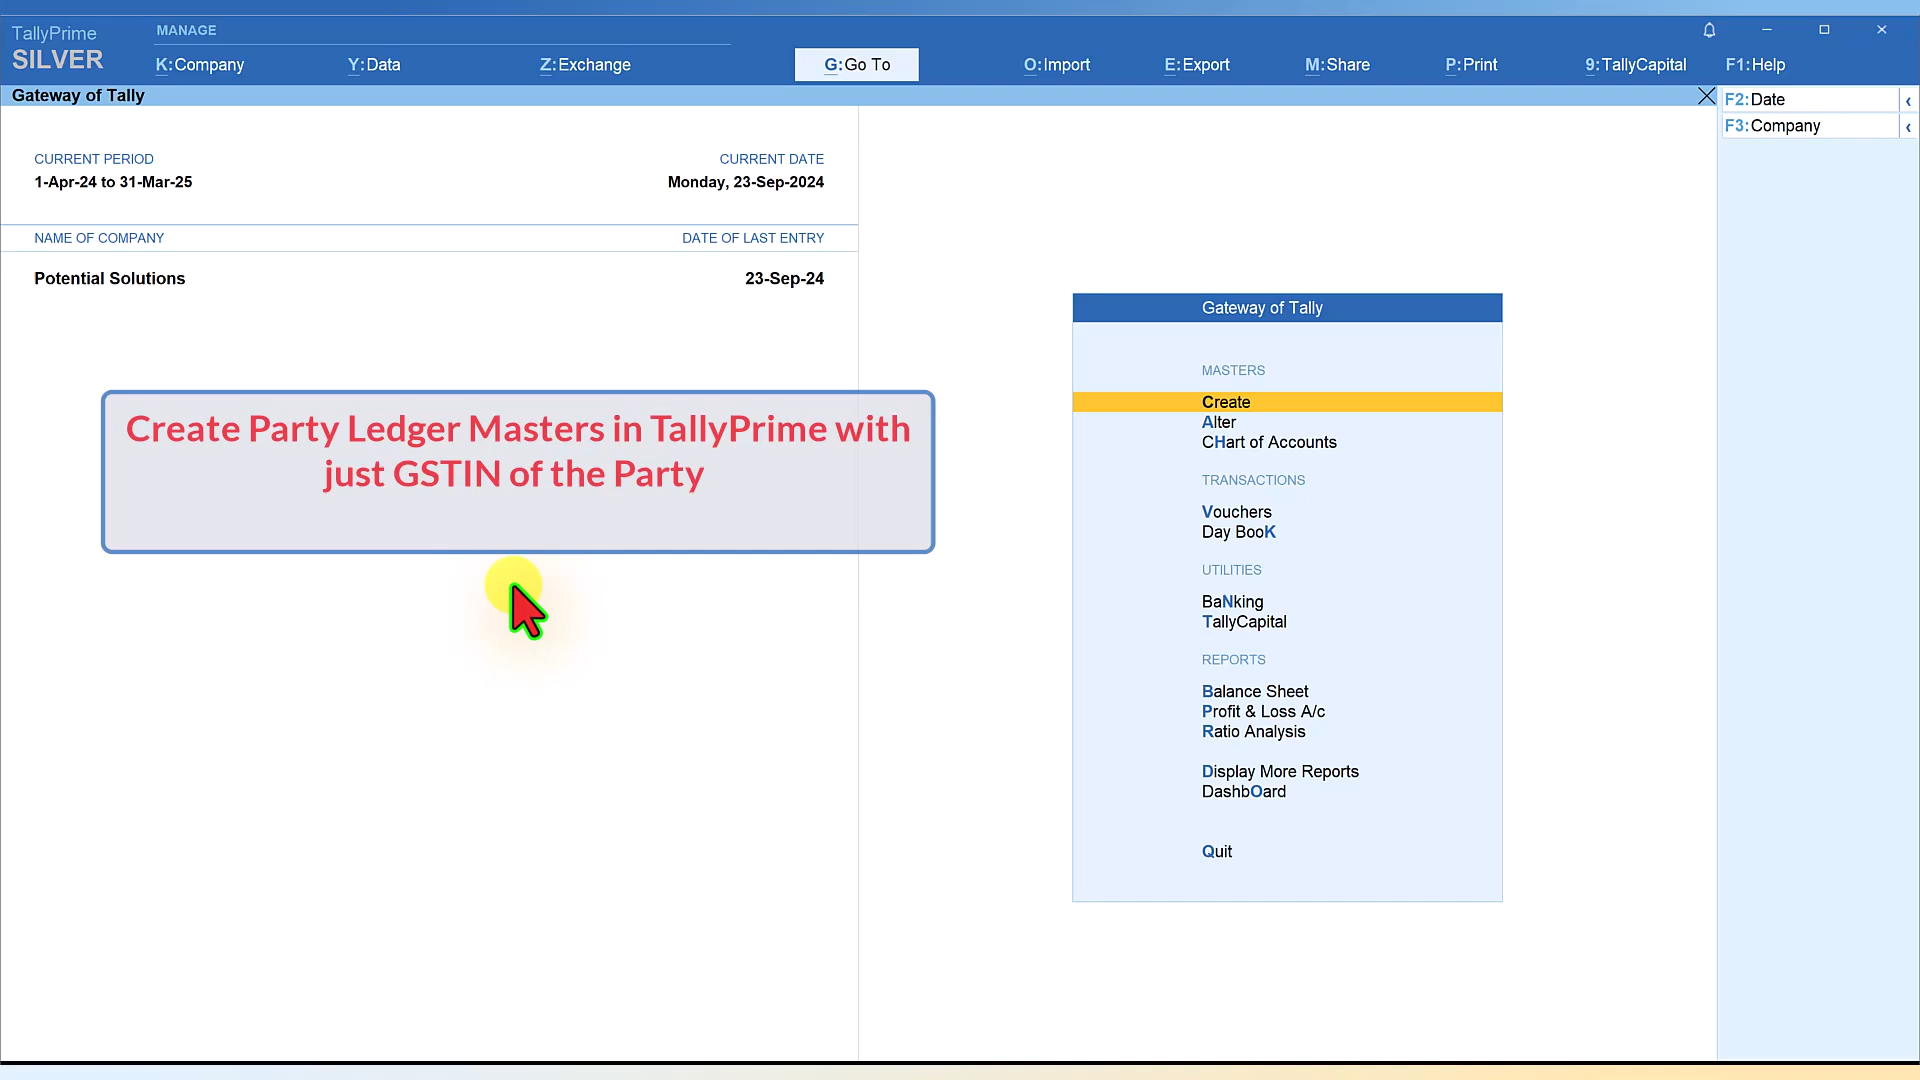 TallyPrime
SILVER
MANAGE
K:Company
Y:Data
Z:Exchange
G:Go To
O:Import
E:Export
M:Share
P:Print
9:TallyCapital
F1:Help
Gateway of Tally
F2:Date
F3:Company
CURRENT PERIOD
CURRENT DATE
1-Apr-24 to 31-Mar-25
Monday, 23-Sep-2024
NAME OF COMPANY
DATE OF LAST ENTRY
Potential Solutions
23-Sep-24
Create Party Ledger Masters in TallyPrime with
just GSTIN of the Party
Gateway of Tally
MASTERS
Create
Alter
CHart of Accounts
TRANSACTIONS
Vouchers
Day BooK
UTILITIES
BaNking
TallyCapital
REPORTS
Balance Sheet
Profit & Loss A/c
Ratio Analysis
Display More Reports
DashbOard
Quit